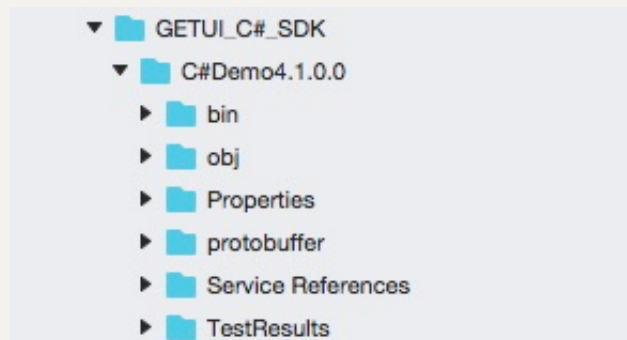 GETUI_C#_SDK
C#Demo4.1.0.0
bin
obj
Properties
protobuffer
Service References
TestResults